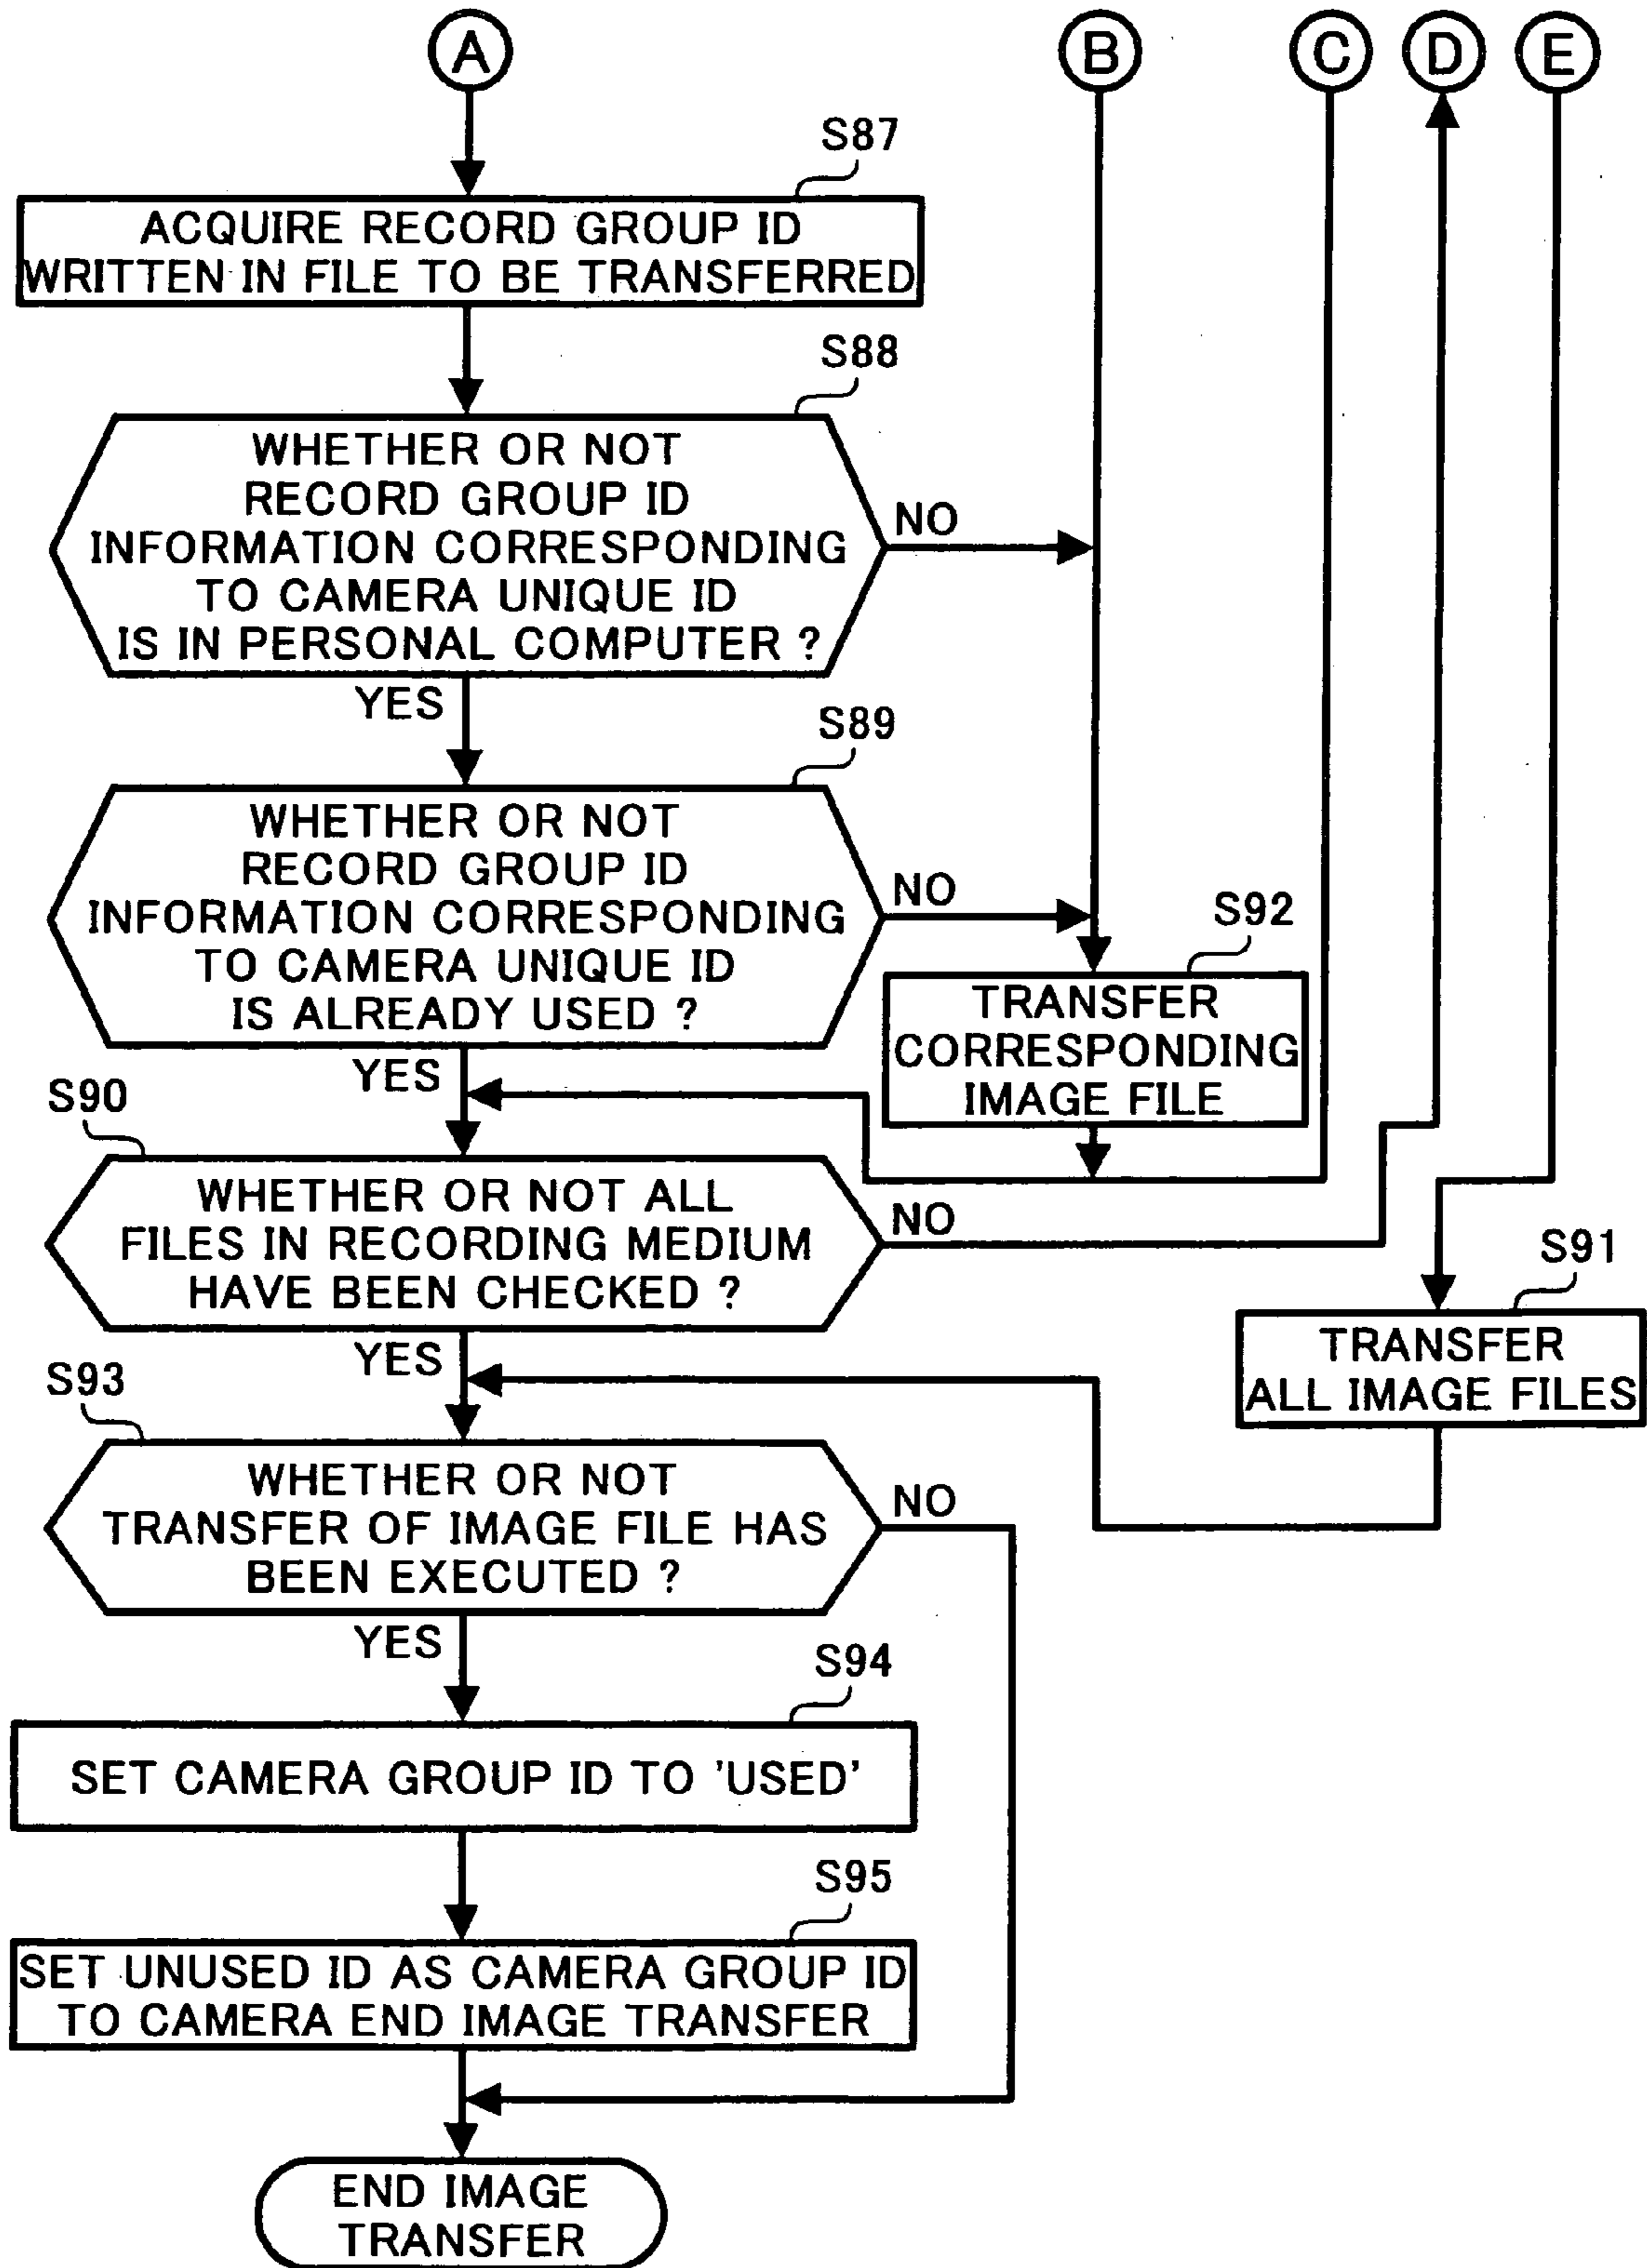 A
B
C
D
E
S87
ACQUIRE RECORD GROUP ID
WRITTEN IN FILE TO BE TRANSFERRED
S88
WHETHER OR NOT
RECORD GROUP ID
INFORMATION CORRESPONDING
TO CAMERA UNIQUE ID
IS IN PERSONAL COMPUTER ?
NO
YES
S89
WHETHER OR NOT
RECORD GROUP ID
INFORMATION CORRESPONDING
TO CAMERA UNIQUE ID
IS ALREADY USED ?
NO
YES
S92
TRANSFER
CORRESPONDING
IMAGE FILE
S90
WHETHER OR NOT ALL
FILES IN RECORDING MEDIUM
HAVE BEEN CHECKED ?
NO
YES
S91
TRANSFER
ALL IMAGE FILES
S93
WHETHER OR NOT
TRANSFER OF IMAGE FILE HAS
BEEN EXECUTED ?
NO
YES
S94
SET CAMERA GROUP ID TO 'USED'
S95
SET UNUSED ID AS CAMERA GROUP ID
TO CAMERA END IMAGE TRANSFER
END IMAGE
TRANSFER